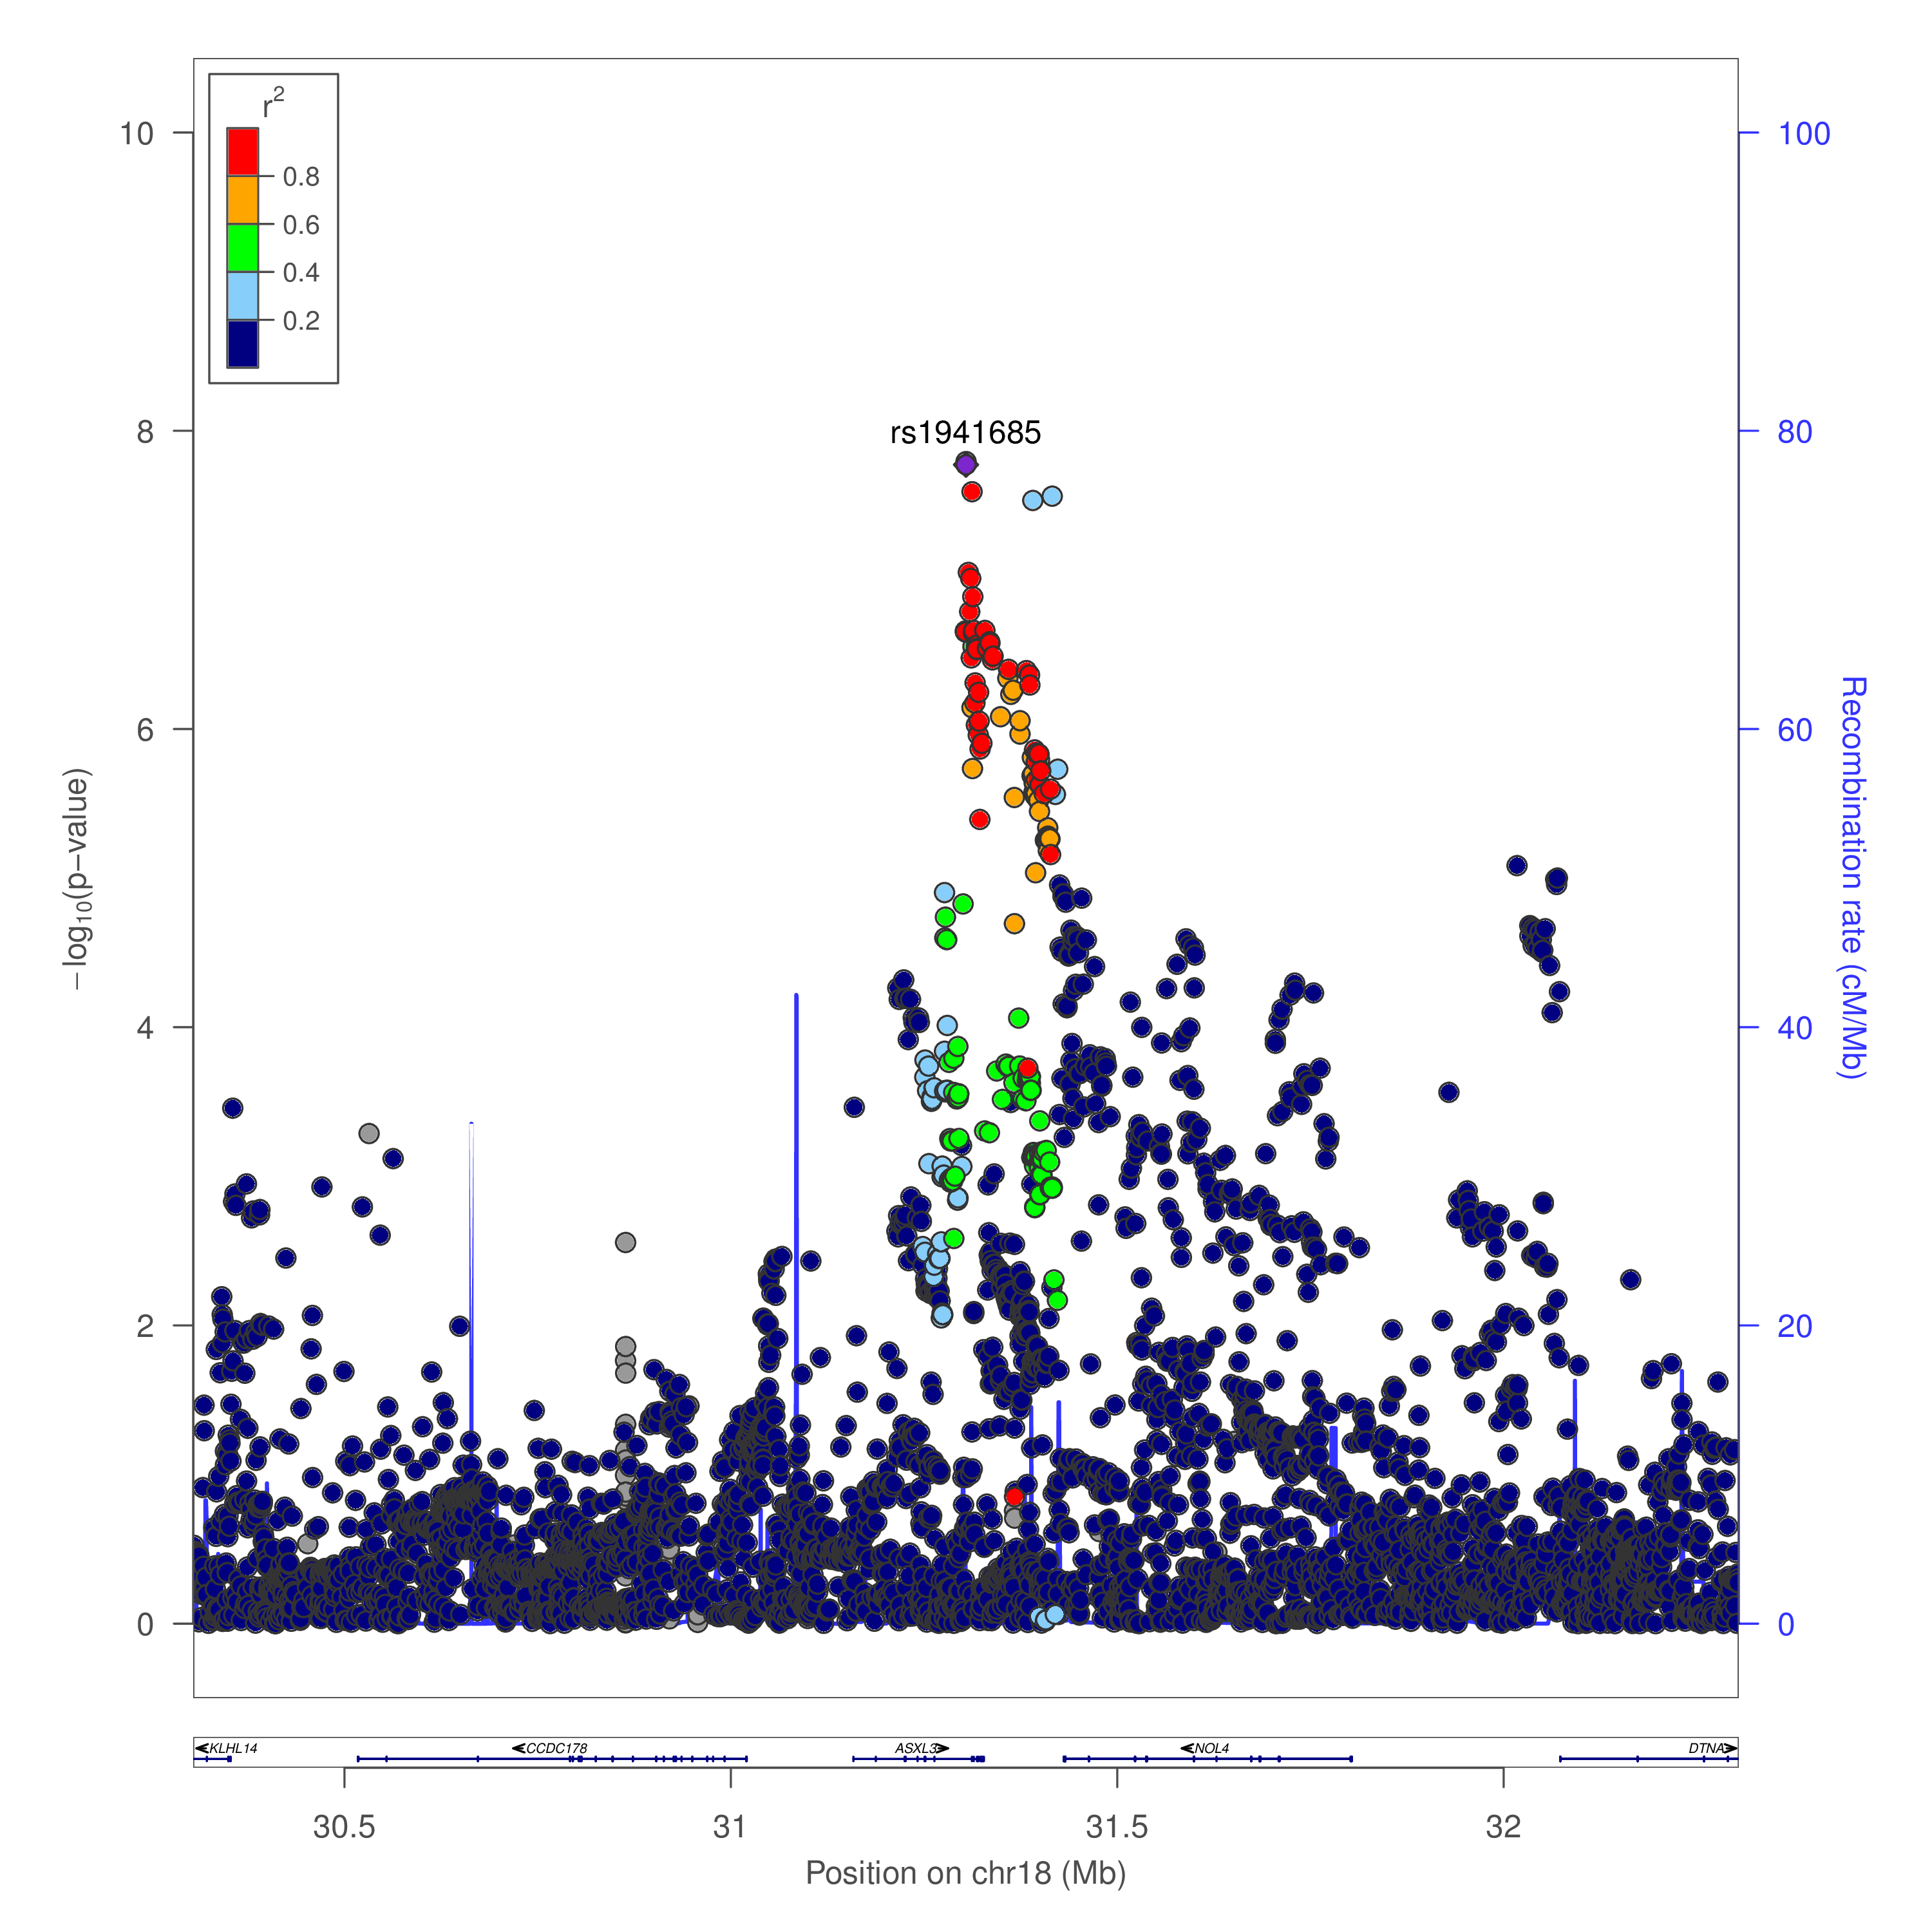 r2
0.8
0.6
0.4
0.2
rs1941685
10
8
6
4
2
0
−log10(p−value)
100
80
60
40
20
0
Recombination rate (cM/Mb)
KLHL14
CCDC178
ASXL3
NOL4
DTNA
30.5
31
31.5
32
Position on chr18 (Mb)